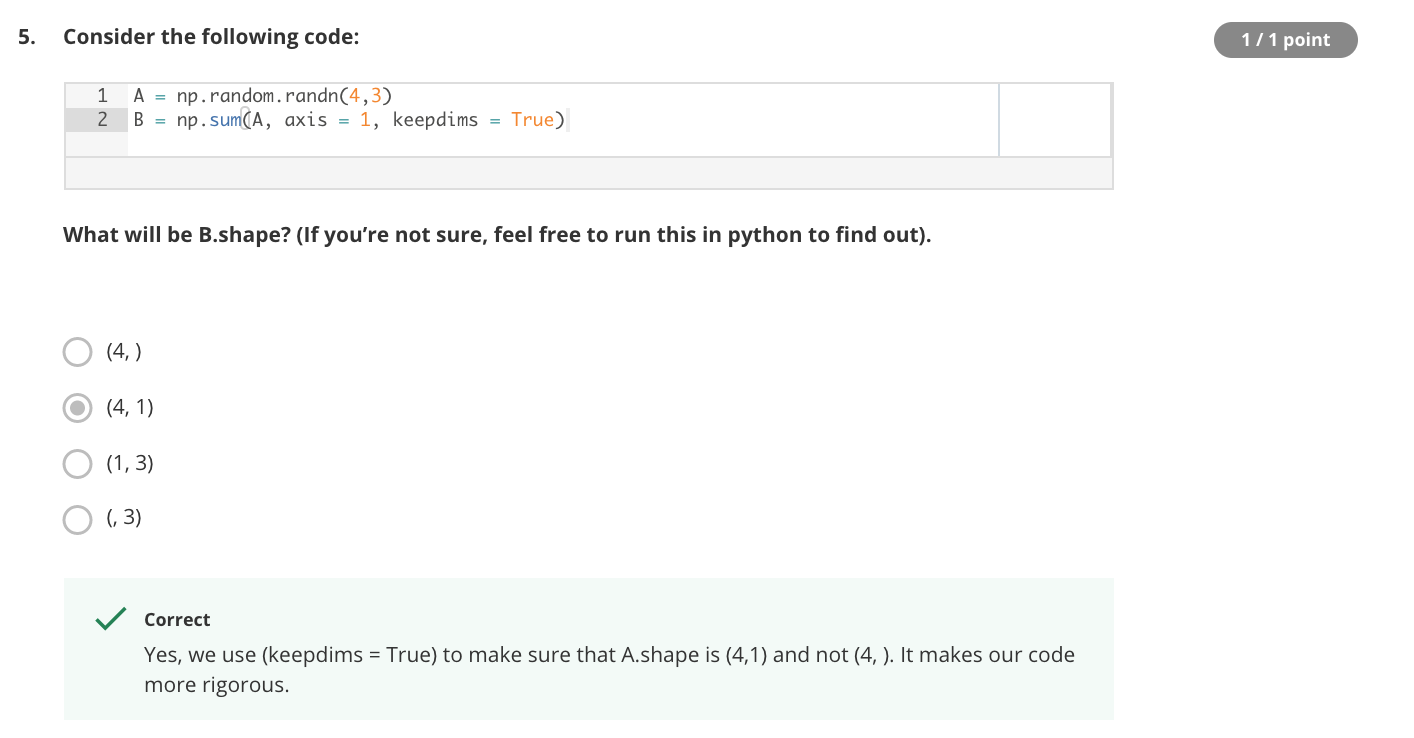 5. Consider the following code:
1 / 1 point
1 A = np.random.randn(4,3)
2 B = np.sum(A, axis = 1, keepdims = True)
What will be B.shape? (If you’re not sure, feel free to run this in python to find out).
(4, )
(4, 1)
(1, 3)
(, 3)
Correct
Yes, we use (keepdims = True) to make sure that A.shape is (4,1) and not (4, ). It makes our code
more rigorous.